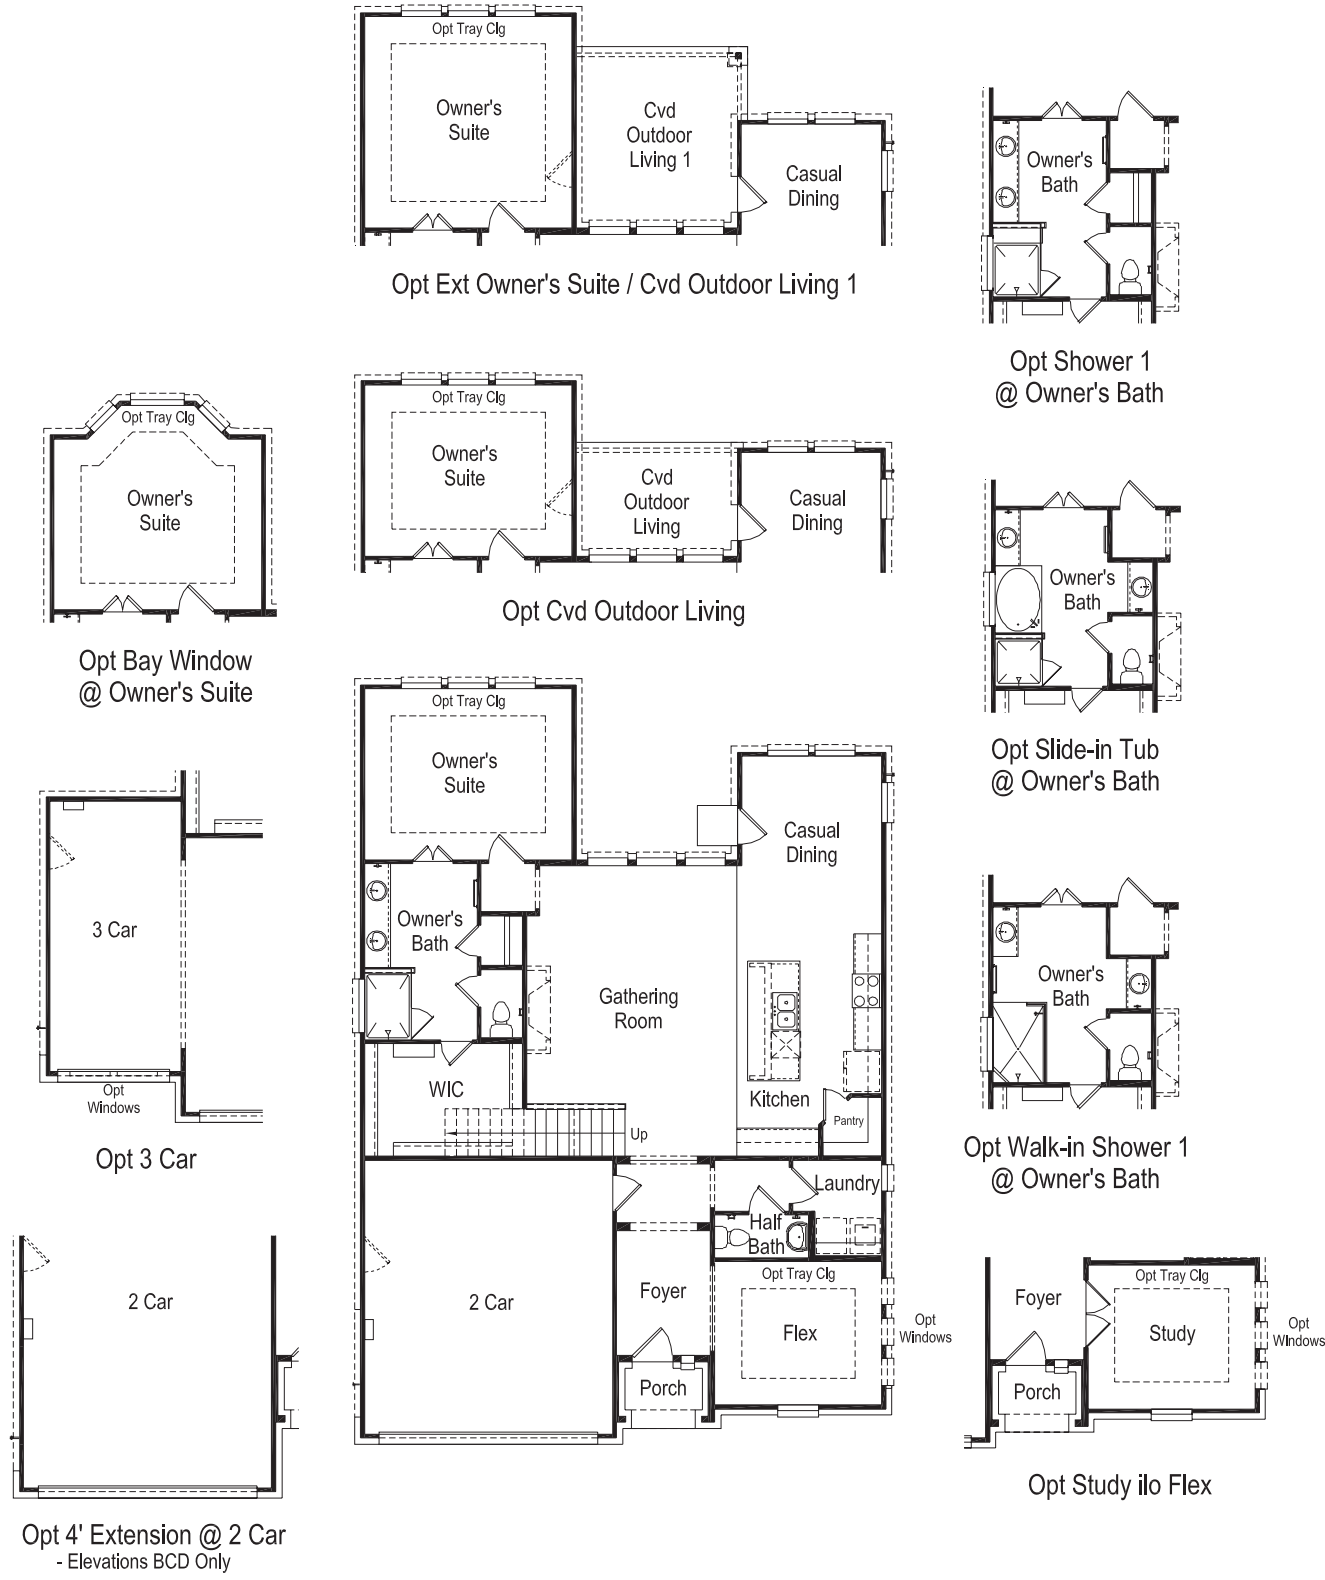 Opt Tray Clg
Owner's
Suite
Cvd
Outdoor
Living 1
Casual
Dining
Opt Ext Owner's Suite / Cvd Outdoor Living 1
Owner's
Bath
Opt Shower 1
@ Owner's Bath
Opt Tray Clg
Owner's
Suite
Opt Bay Window
@ Owner's Suite
Opt Tray Clg
Owner's
Suite
Cvd
Outdoor
Living
Casual
Dining
Opt Cvd Outdoor Living
Owner's
Bath
Opt Slide-in Tub
@ Owner's Bath
3 Car
Opt
Windows
Opt 3 Car
Opt Tray Clg
Owner's
Suite
Casual
Dining
Owner's
Bath
Gathering
Room
WIC
Kitchen
Pantry
Up
Laundry
Half
Bath
Opt Tray Clg
2 Car
Foyer
Flex
Opt
Windows
Porch
Owner's
Bath
Opt Walk-in Shower 1
@ Owner's Bath
2 Car
Opt 4' Extension @ 2 Car
- Elevations BCD Only
Opt Tray Clg
Foyer
Study
Opt
Windows
Porch
Opt Study ilo Flex